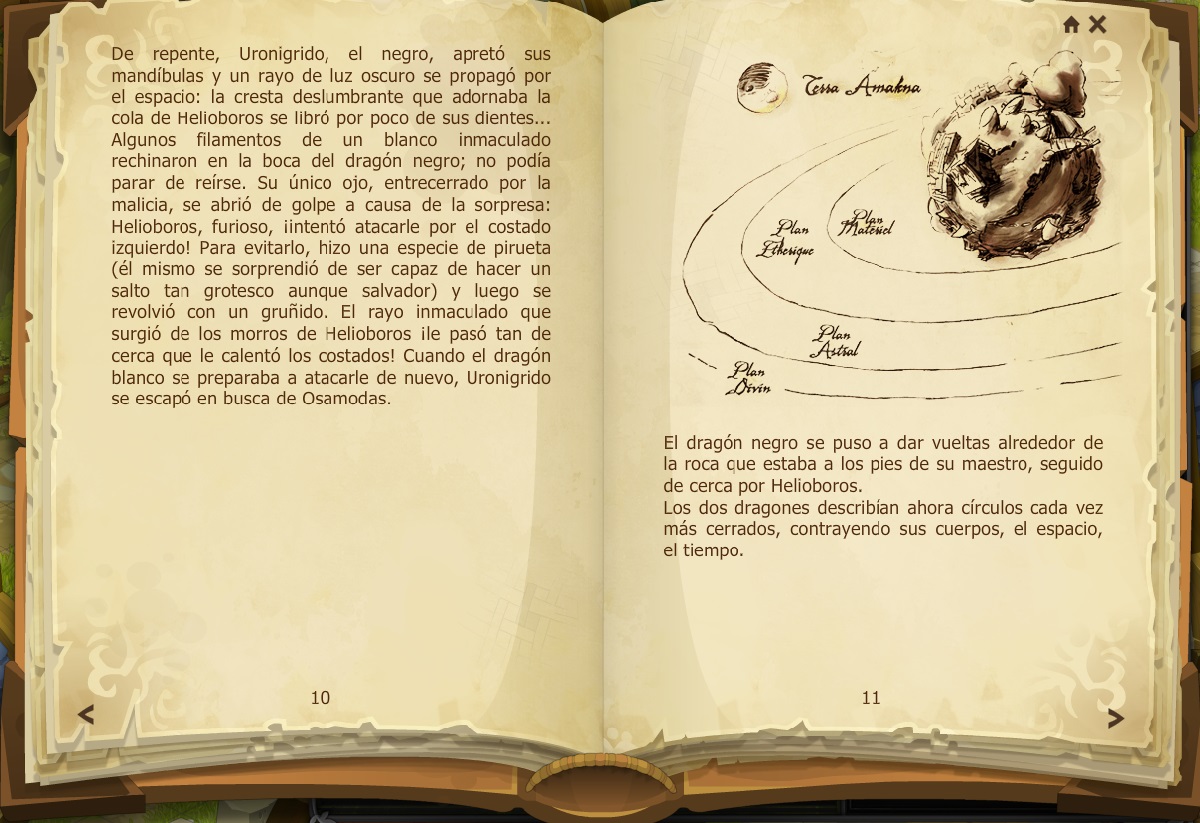 De repente, Uronigrido, el negro, apretó sus
mandíbulas y un rayo de luz oscuro se propagó por
el espacio: la cresta deslumbrante que adornaba la
cola de Helioboros se libró por poco de sus dientes...
Algunos filamentos de un blanco inmaculado
rechinaron en la boca del dragón negro; no podía
parar de reírse. Su único ojo, entrecerrado por la
malicia, se abrió de golpe a causa de la sorpresa:
Helioboros, furioso, ¡intentó atacarle por el costado
izquierdo! Para evitarlo, hizo una especie de pirueta
(él mismo se sorprendió de ser capaz de hacer un
salto tan grotesco aunque salvador) y luego se
revolvió con un gruñido. El rayo inmaculado que
surgió de los morros de Helioboros ¡le pasó tan de
cerca que le calentó los costados! Cuando el dragón
blanco se preparaba a atacarle de nuevo, Uronigrido
se escapó en busca de Osamodas.
10
Terra Amakna
Plan
Matériel
Plan
Ethérique
Plan
Astral
Plan
Divin
El dragón negro se puso a dar vueltas alrededor de
la roca que estaba a los pies de su maestro, seguido
de cerca por Helioboros.
Los dos dragones describían ahora círculos cada vez
más cerrados, contrayendo sus cuerpos, el espacio,
el tiempo.
11